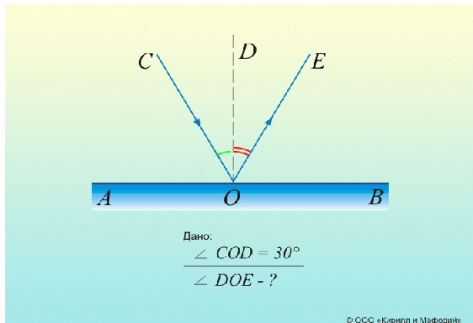 C D E
A O B
Дано:
∠ COD = 30°
∠ DOE - ?
© ООО «Кирилл и Мефодий»